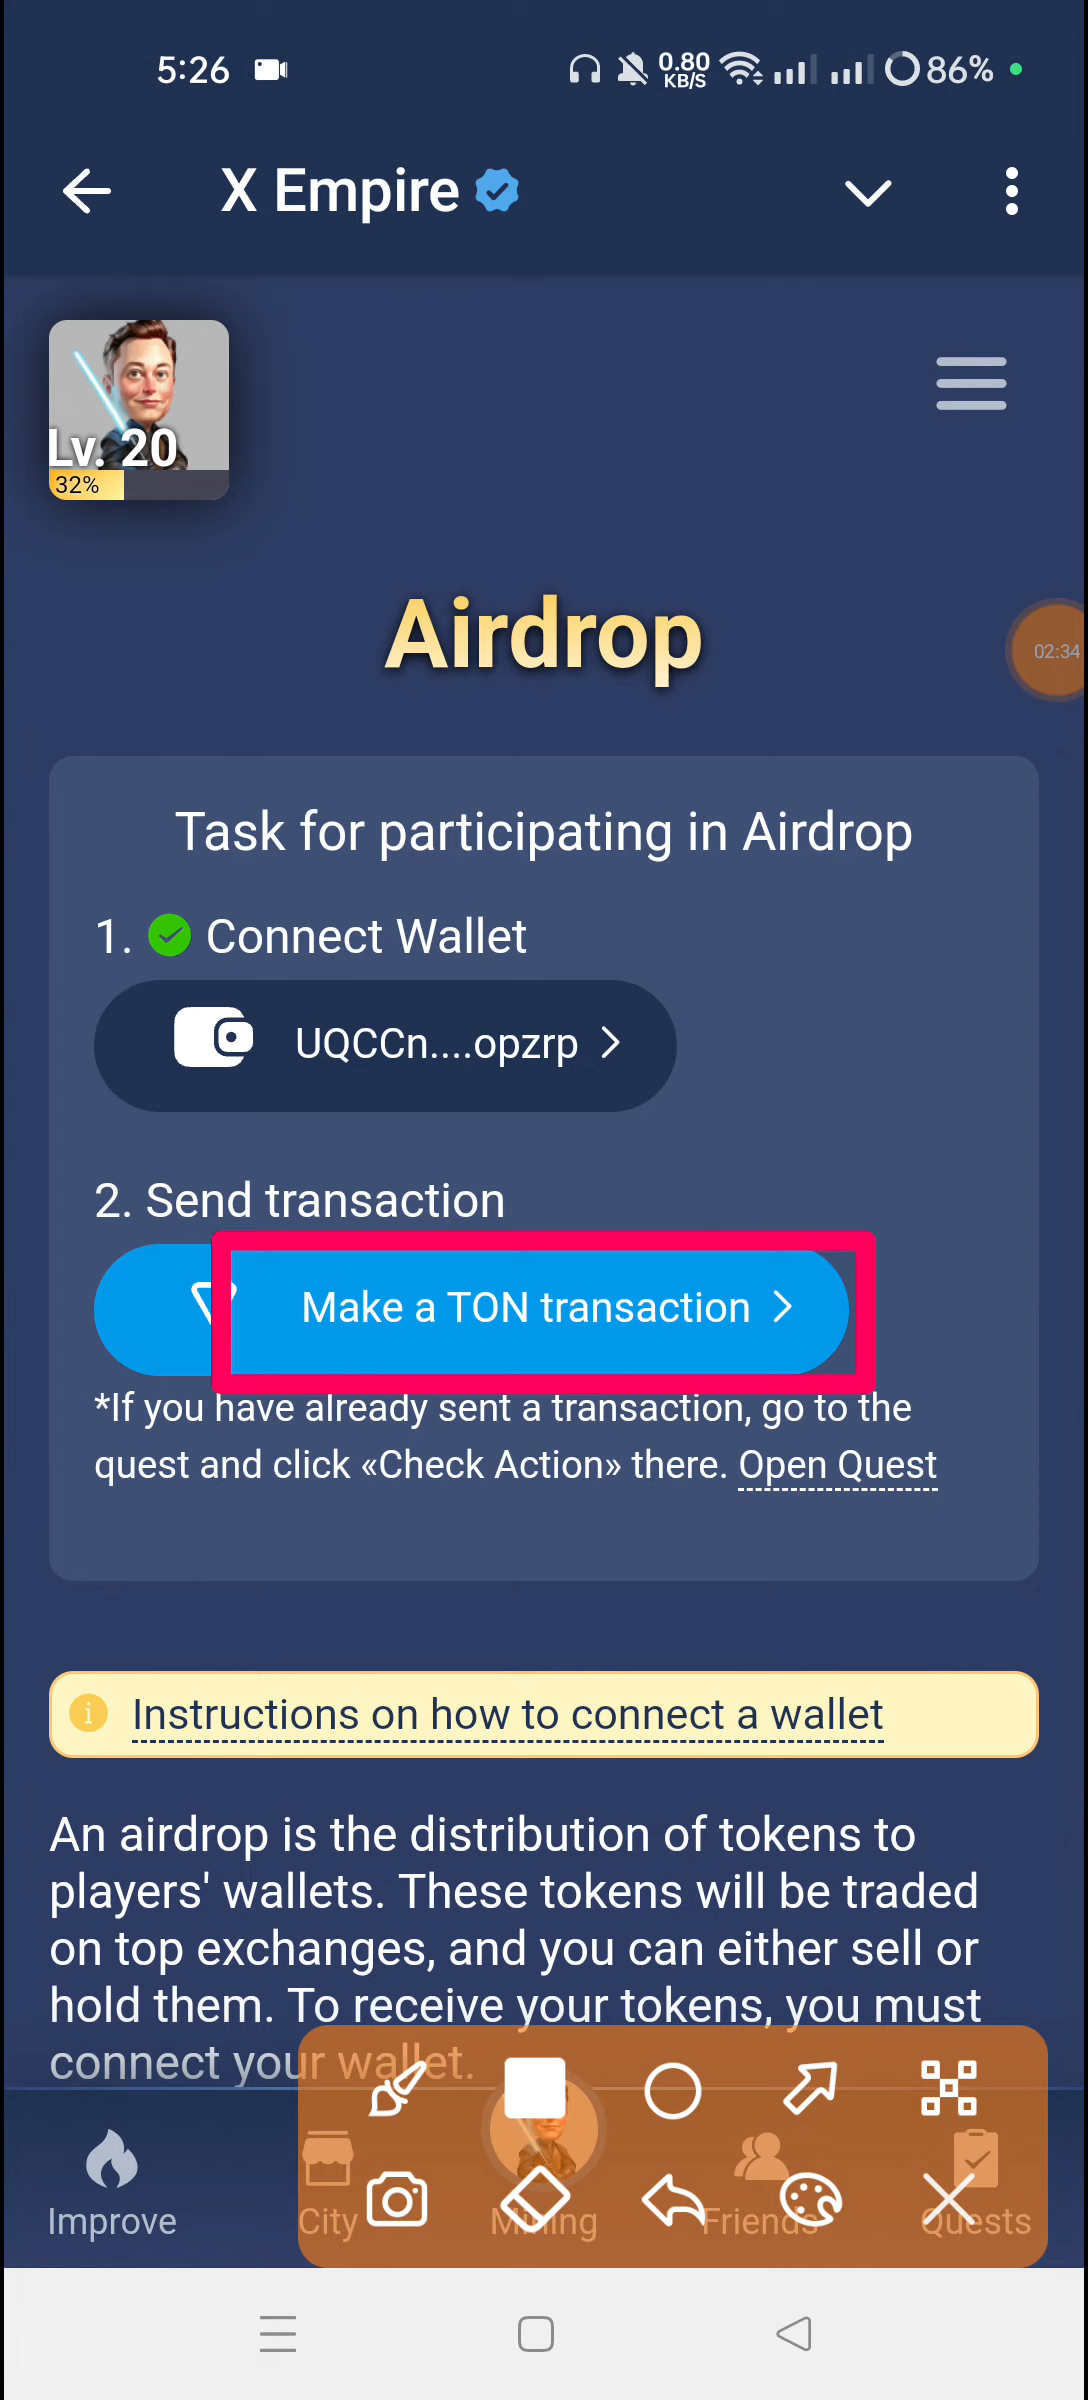 5:26
0.80
KB/S
86%
X Empire
Lv. 20
32%
Airdrop
02:34
Task for participating in Airdrop
1. Connect Wallet
UQCCn....opzrp
2. Send transaction
Make a TON transaction
*If you have already sent a transaction, go to the
quest and click «Check Action» there. Open Quest
Instructions on how to connect a wallet
An airdrop is the distribution of tokens to
players' wallets. These tokens will be traded
on top exchanges, and you can either sell or
hold them. To receive your tokens, you must
connect your wallet.
Improve
City
Mining
Friends
Quests